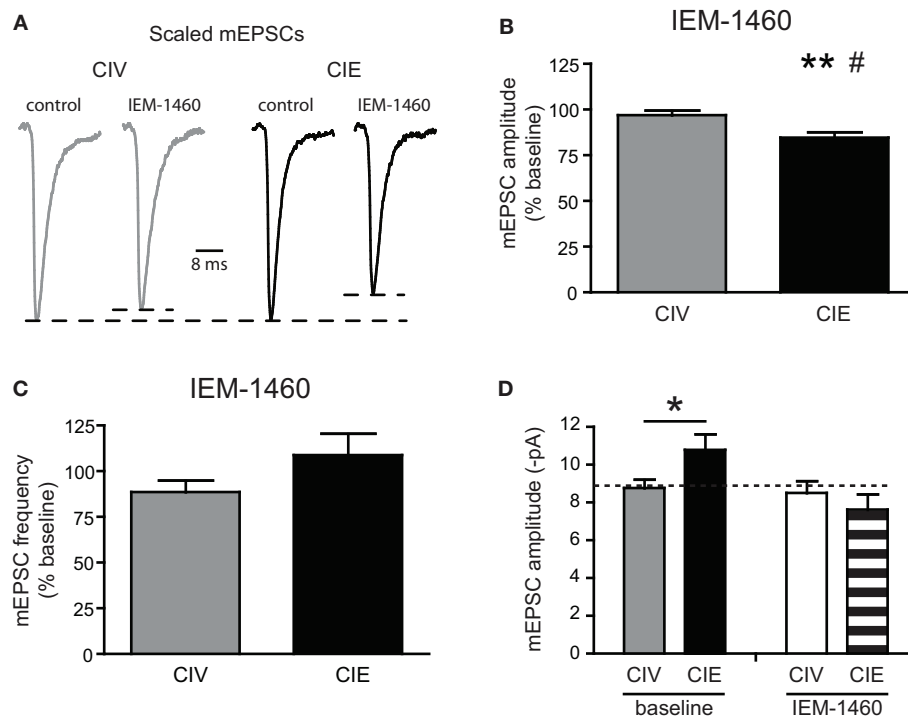 A
Scaled mEPSCs
CIV
CIE
control
IEM-1460
control
IEM-1460
8 ms
B
IEM-1460
** #
mEPSC amplitude
(% baseline)
125
100
75
50
25
0
CIV
CIE
C
IEM-1460
mEPSC frequency
(% baseline)
125
100
75
50
25
0
CIV
CIE
D
*
mEPSC amplitude (-pA)
12
10
8
6
4
2
0
CIV
CIE
CIV
CIE
baseline
IEM-1460